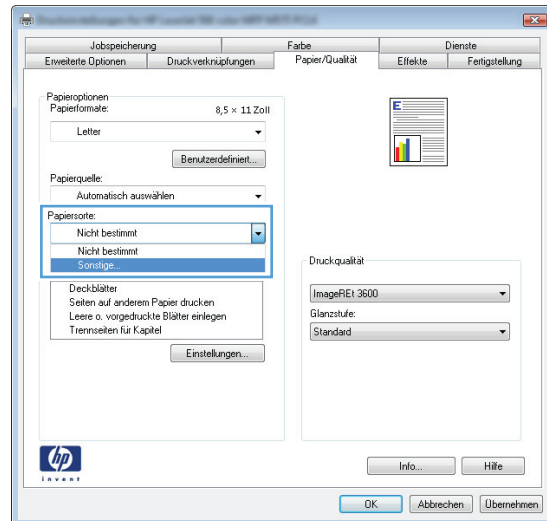 Jobspeicherung Farbe Dienste
Erweiterte Optionen Druckverknüpfungen Papier/Qualität Effekte Fertigstellung
Papieroptionen
Papierformate: 8,5 × 11 Zoll
Letter
Benutzerdefiniert...
Papierquelle:
Automatisch auswählen
Papiersorte:
Nicht bestimmt
Nicht bestimmt
Sonstige...
Deckblätter
Seiten auf anderem Papier drucken
Leere o. vorgedruckte Blätter einlegen
Trennseiten für Kapitel
Einstellungen...
E
Druckqualität
ImageREt 3600
Glanzstufe:
Standard
hp
invent
Info... Hilfe
OK Abbrechen Übernehmen